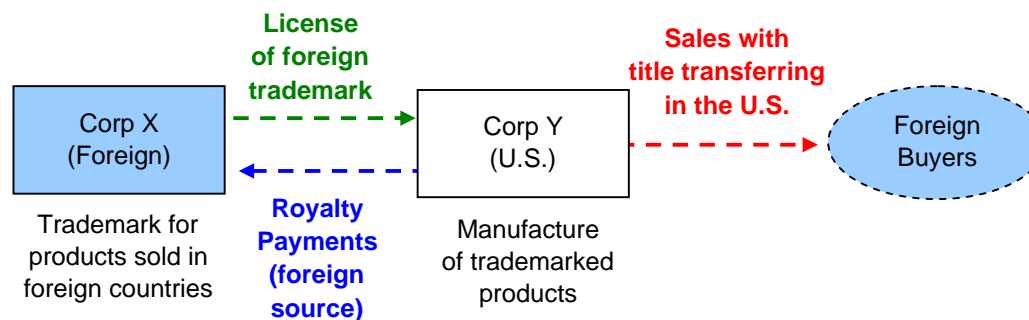 License
of foreign
trademark
Sales with
title transferring
in the U.S.
Corp X
(Foreign)
Corp Y
(U.S.)
Foreign
Buyers
Trademark for
products sold in
foreign countries
Royalty
Payments
(foreign
source)
Manufacture
of trademarked
products